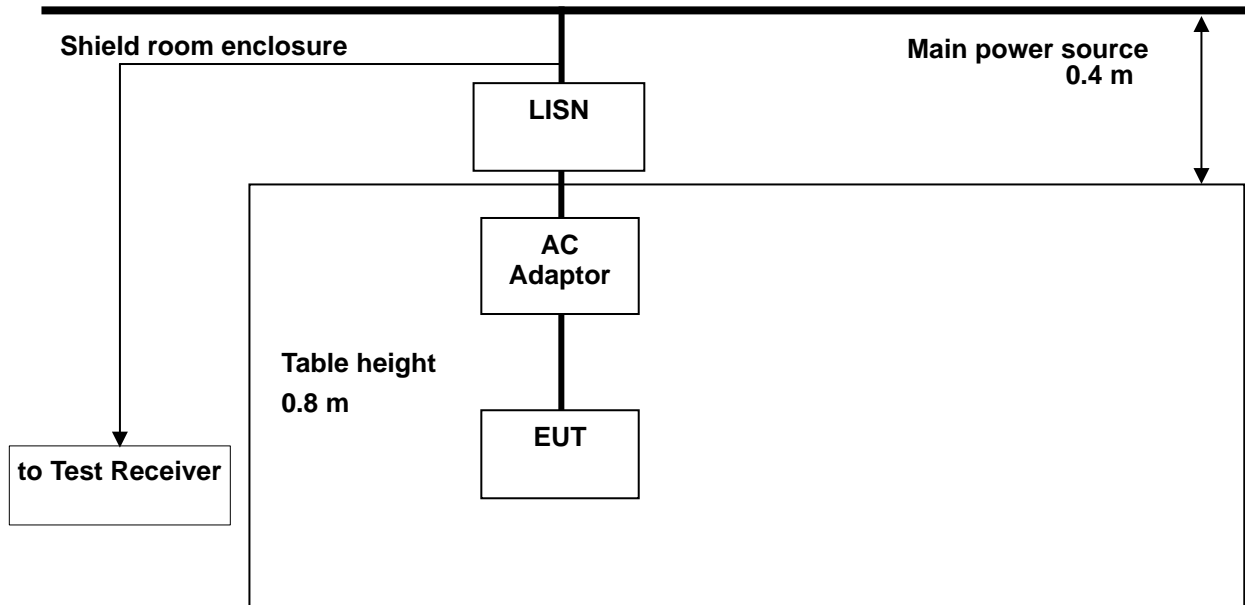 Shield room enclosure
Main power source
0.4 m
LISN
AC
Adaptor
Table height
0.8 m
EUT
to Test Receiver